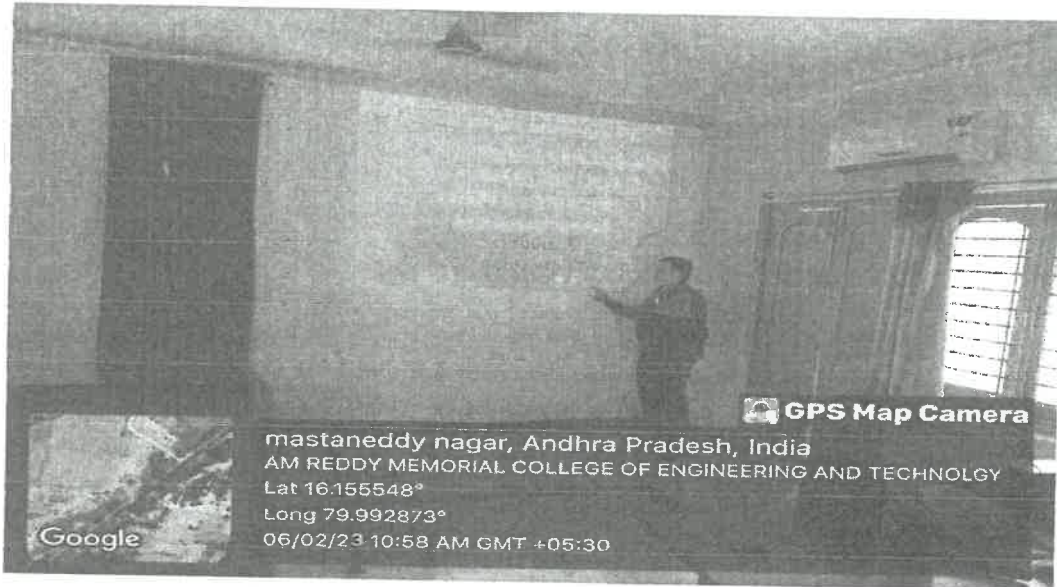 GPS Map Camera
mastaneddy nagar, Andhra Pradesh, India
AM REDDY MEMORIAL COLLEGE OF ENGINEERING AND TECHNOLGY
Lat 16.155548°
Long 79.992873°
06/02/23 10:58 AM GMT +05:30
Google